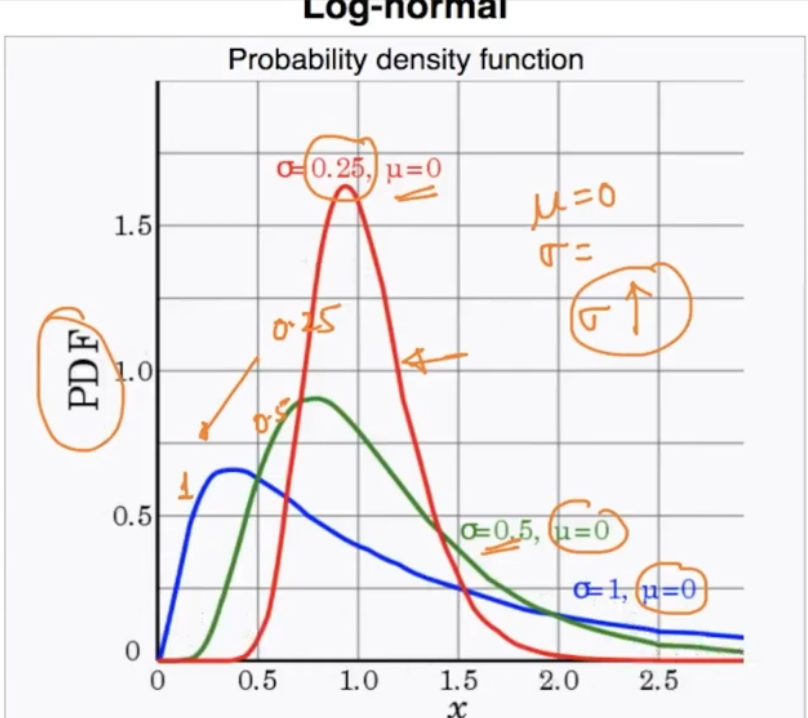 Log-normal
Probability density function
σ=0.25, μ=0
μ=0
σ=
σ↑
1.5
0.25
PDF
1.0
0.5
1
0.5
σ=0.5, μ=0
σ=1, μ=0
0
0 0.5 1.0 1.5 2.0 2.5
x